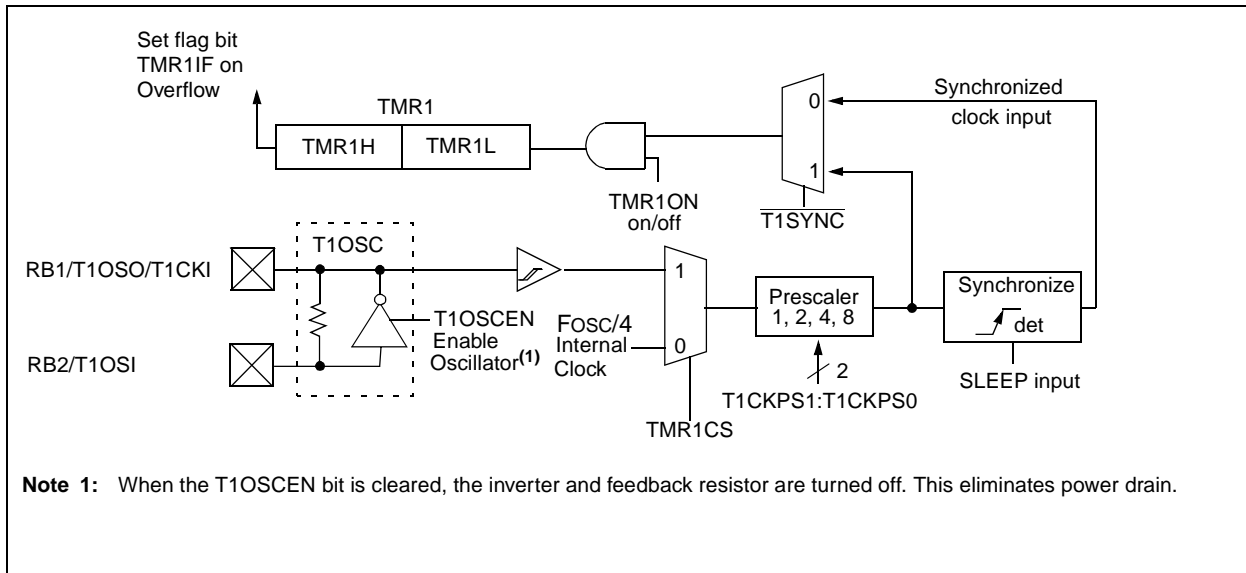 Set flag bit
TMR1IF on
Overflow
TMR1
TMR1H
TMR1L
0
1
Synchronized
clock input
TMR1ON
on/off
T1SYNC
T1OSC
RB1/T1OSO/T1CKI
RB2/T1OSI
T1OSCEN
Enable
Oscillator(1)
FOSC/4
Internal
Clock
1
0
TMR1CS
Prescaler
1, 2, 4, 8
2
T1CKPS1:T1CKPS0
Synchronize
det
SLEEP input
Note 1: When the T1OSCEN bit is cleared, the inverter and feedback resistor are turned off. This eliminates power drain.